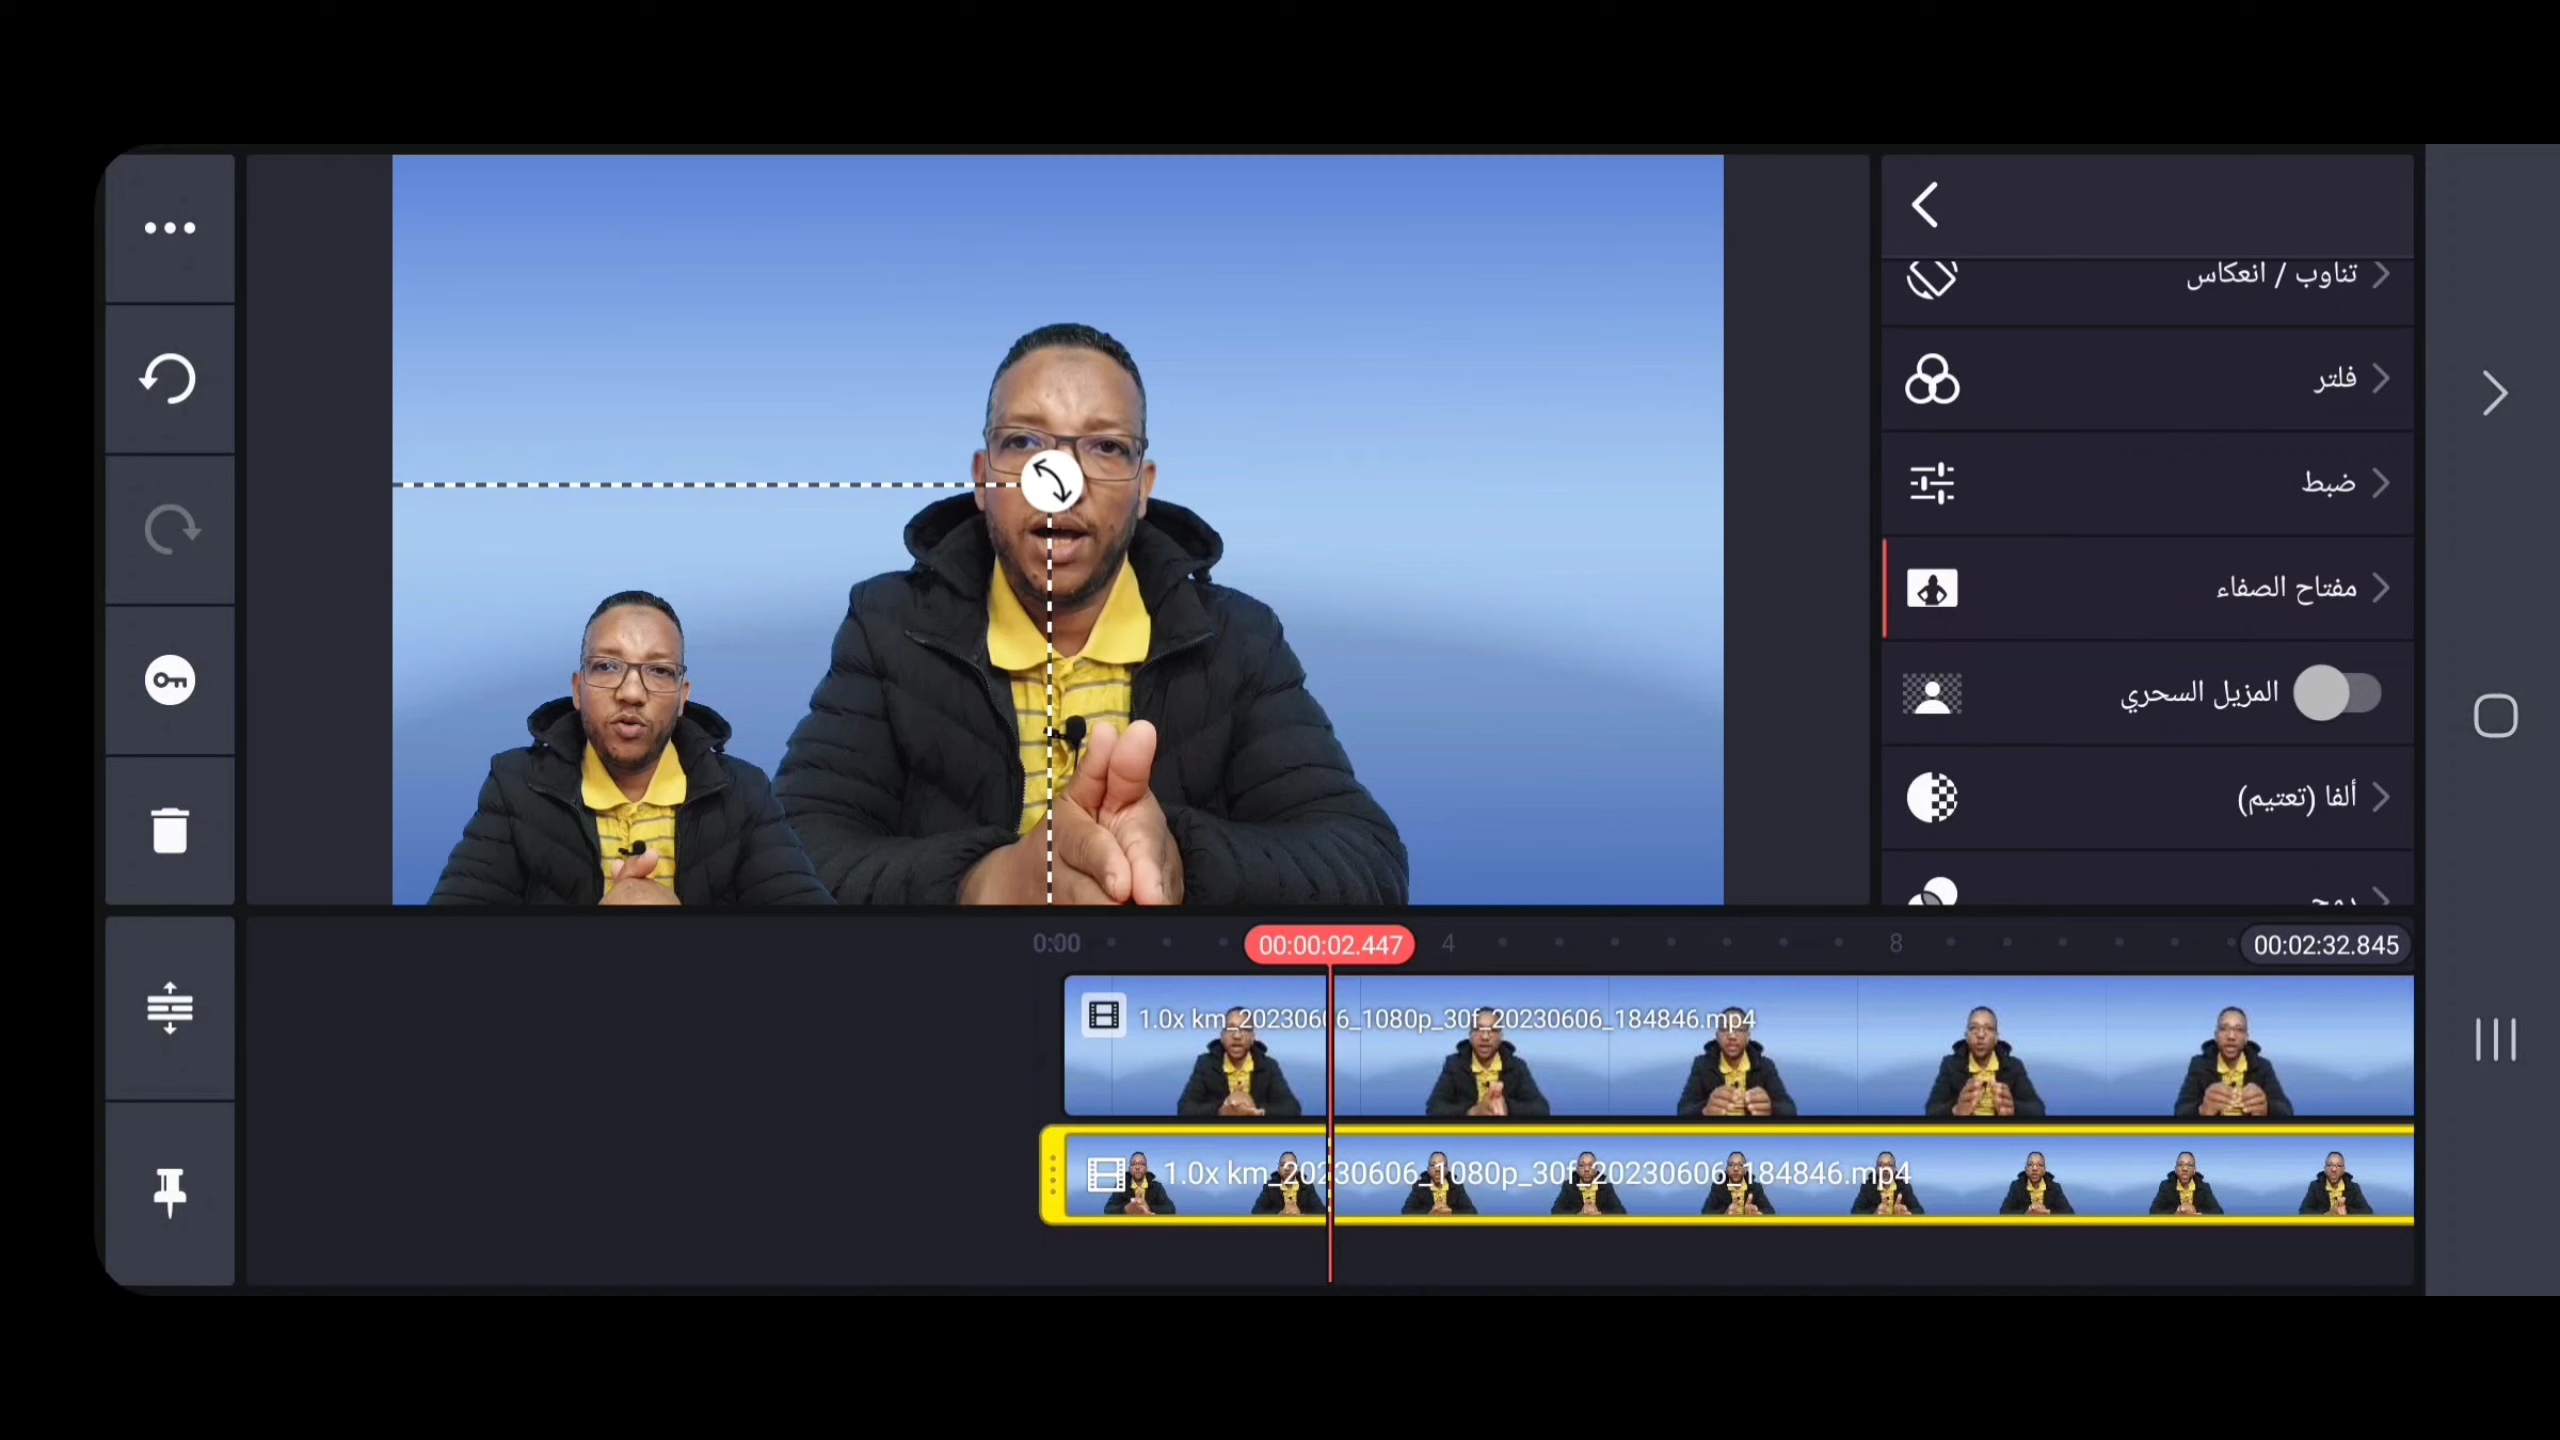 تناوب / انعكاس
فلتر
ضبط
مفتاح الصفاء
المزيل السحري
ألفا (تعتيم)
0:00
00:00:02.447
4
8
00:02:32.845
1.0x km_20230606_1080p_30f_20230606_184846.mp4
1.0x km_20230606_1080p_30f_20230606_184846.mp4